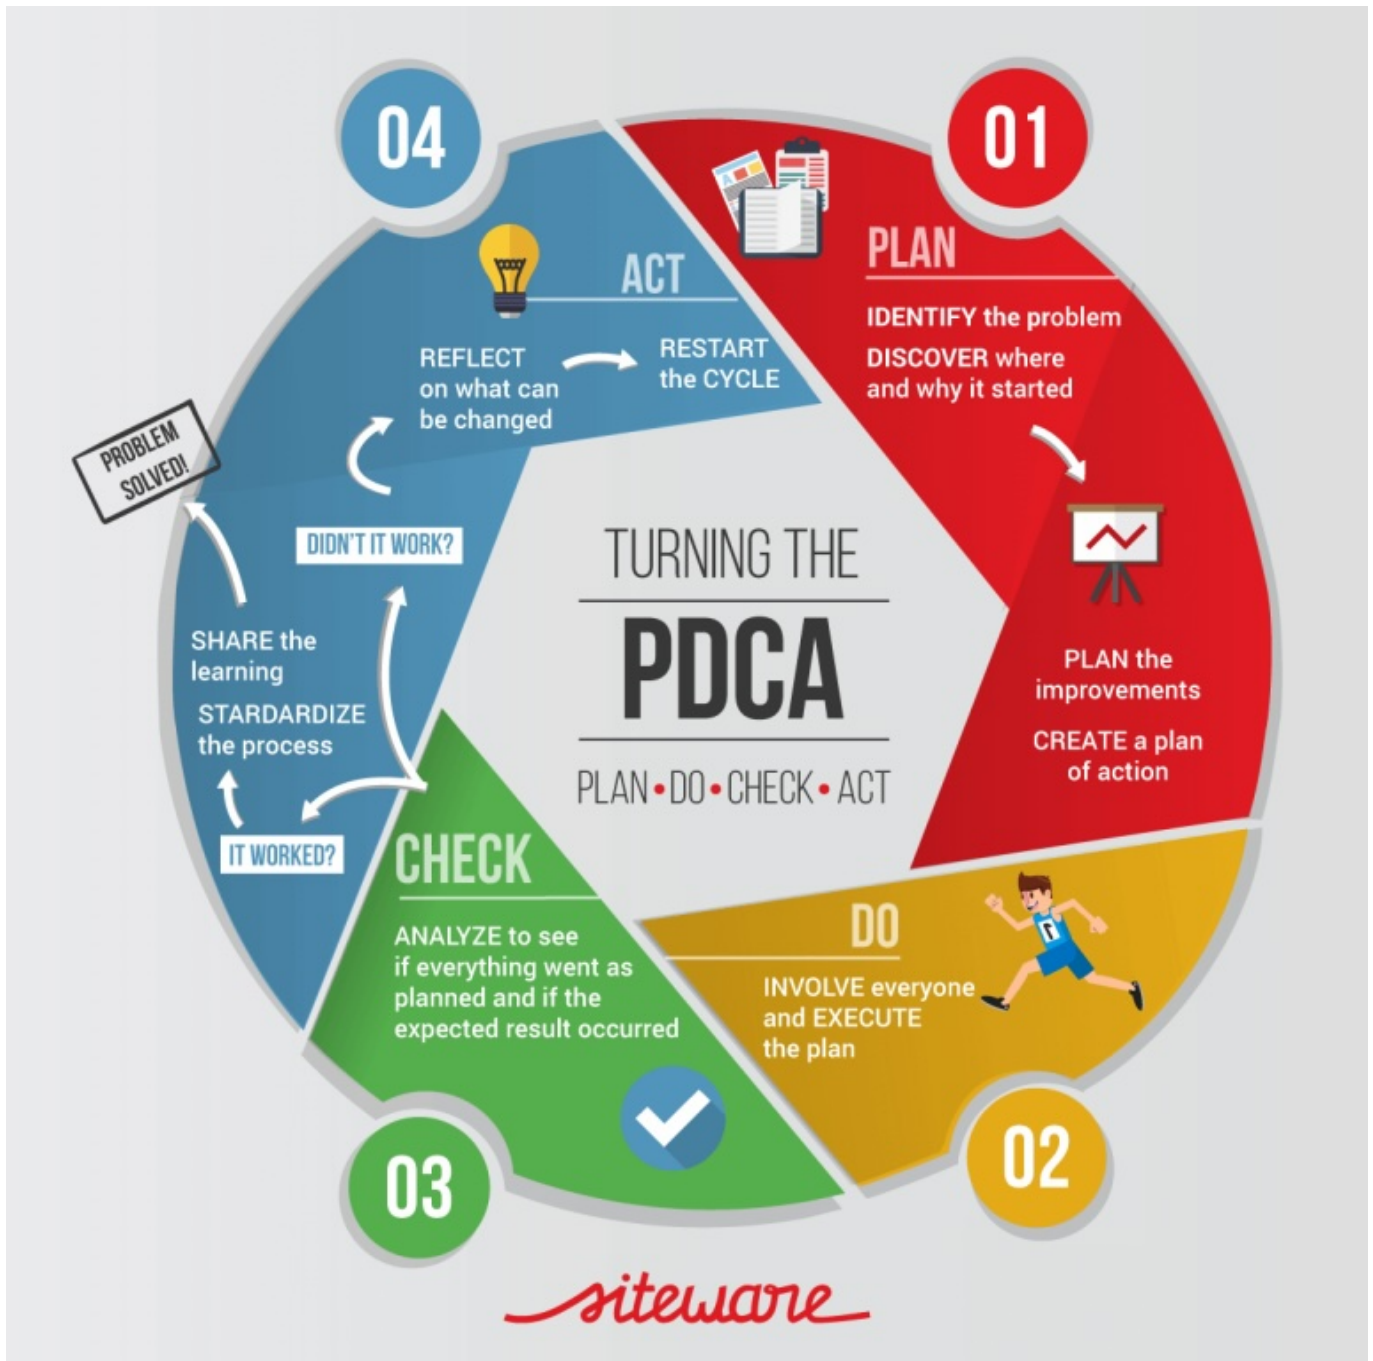 01
PLAN
IDENTIFY the problem
DISCOVER where
and why it started
PLAN the
improvements
CREATE a plan
of action
02
DO
INVOLVE everyone
and EXECUTE
the plan
1
03
CHECK
ANALYZE to see
if everything went as
planned and if the
expected result occurred
04
ACT
IT WORKED?
STARDARDIZE
the process
SHARE the
learning
PROBLEM
SOLVED!
DIDN'T IT WORK?
REFLECT
on what can
be changed
RESTART
the CYCLE
TURNING THE
PDCA
PLAN • DO • CHECK • ACT
siteware
A